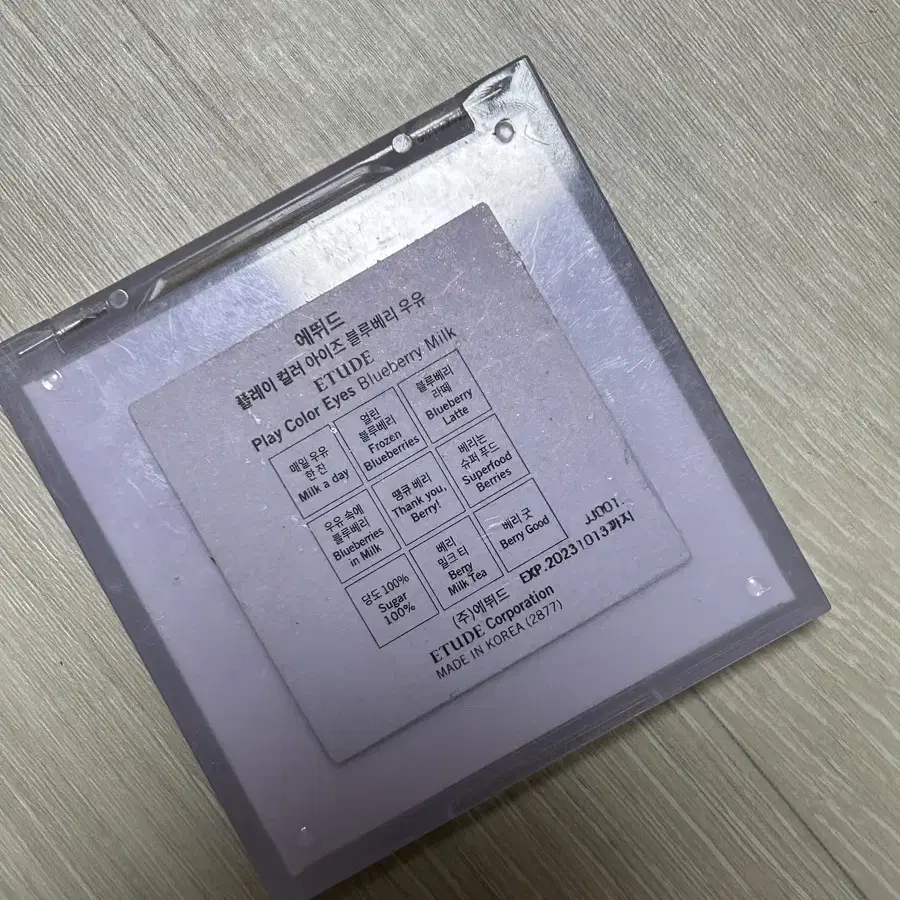 에뛰드
플레이 컬러 아이즈 블루베리 우유
ETUDE
Play Color Eyes Blueberry Milk
매일 우유
한 잔
Milk a day
얼린
블루베리
Frozen
Blueberries
블루베리
라떼
Blueberry
Latte
우유 속에
블루베리
Blueberries
in Milk
땡큐 베리
Thank you,
Berry!
베리는
슈퍼 푸드
Superfood
Berries
당도 100%
Sugar
100%
베리
밀크 티
Berry
Milk Tea
베리 굿
Berry Good
JJ001.
EXP.20231013까지
(주)에뛰드
ETUDE Corporation
MADE IN KOREA (2877)